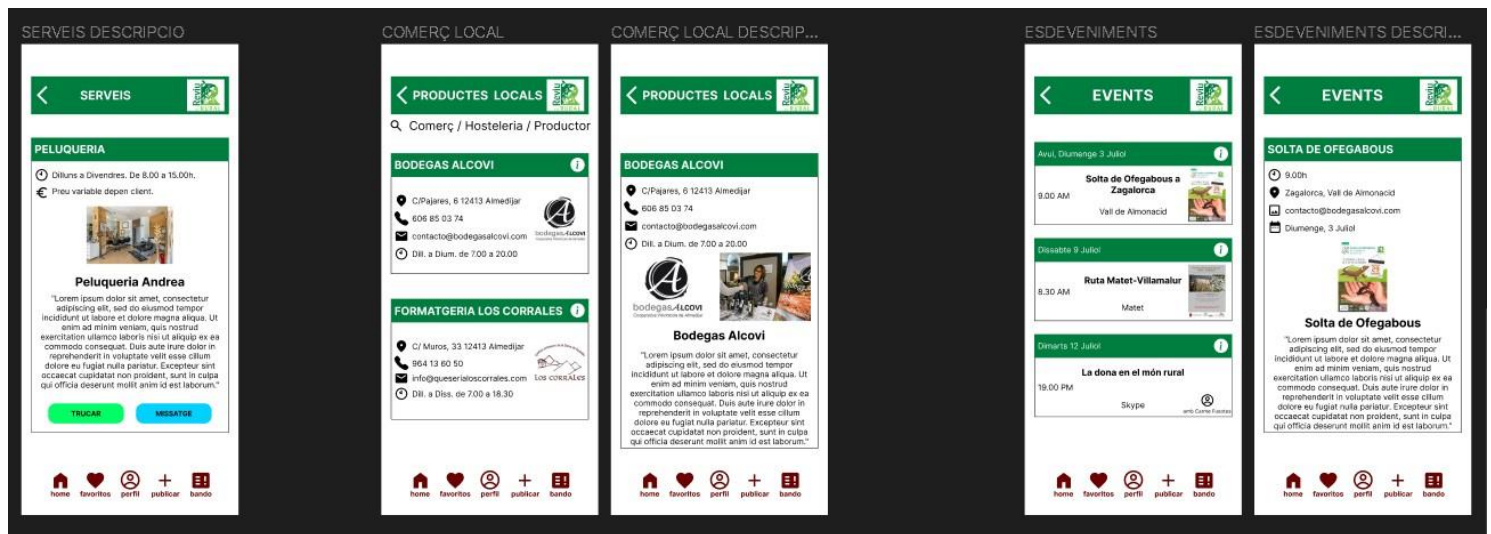 SERVEIS DESCRIPCIO
SERVEIS
Reviu
RURAL
PELUQUERIA
Dilluns a Divendres. De 8.00 a 15.00h.
Preu variable depen client.
Peluqueria Andrea
"Lorem ipsum dolor sit amet, consectetur
adipiscing elit, sed do eiusmod tempor
incididunt ut labore et dolore magna aliqua. Ut
enim ad minim veniam, quis nostrud
exercitation ullamco laboris nisi ut aliquip ex ea
commodo consequat. Duis aute irure dolor in
reprehenderit in voluptate velit esse cillum
dolore eu fugiat nulla pariatur. Excepteur sint
occaecat cupidatat non proident, sunt in culpa
qui officia deserunt mollit anim id est laborum."
TRUCAR
MISSATGE
home favoritos perfil publicar bando
COMERÇ LOCAL
PRODUCTES LOCALS
Reviu
RURAL
Comerç / Hosteleria / Productor
BODEGAS ALCOVI
C/Pajares, 6 12413 Almedijar
606 85 03 74
contacto@bodegasalcovi.com
Dill. a Dium. de 7.00 a 20.00
bodegas ALCOVI
FORMATGERIA LOS CORRALES
C/ Muros, 33 12413 Almedijar
964 13 60 50
info@queserialoscorrales.com
Dill. a Diss. de 7.00 a 18.30
LOS CORRALES
home favoritos perfil publicar bando
COMERÇ LOCAL DESCRIP...
PRODUCTES LOCALS
Reviu
RURAL
BODEGAS ALCOVI
C/Pajares, 6 12413 Almedijar
606 85 03 74
contacto@bodegasalcovi.com
Dill. a Dium. de 7.00 a 20.00
bodegas ALCOVI
Bodegas Alcovi
"Lorem ipsum dolor sit amet, consectetur
adipiscing elit, sed do eiusmod tempor
incididunt ut labore et dolore magna aliqua. Ut
enim ad minim veniam, quis nostrud
exercitation ullamco laboris nisi ut aliquip ex ea
commodo consequat. Duis aute irure dolor in
reprehenderit in voluptate velit esse cillum
dolore eu fugiat nulla pariatur. Excepteur sint
occaecat cupidatat non proident, sunt in culpa
qui officia deserunt mollit anim id est laborum."
home favoritos perfil publicar bando
ESDEVENIMENTS
EVENTS
Reviu
RURAL
Avui, Diumenge 3 Juliol
Solta de Ofegabous a
Zagalorca
9.00 AM
Vall de Almonacid
Dissabte 9 Juliol
Ruta Matet-Villamalur
8.30 AM
Matet
Dimarts 12 Juliol
La dona en el món rural
19.00 PM
Skype
home favoritos perfil publicar bando
ESDEVENIMENTS DESCRI...
EVENTS
Reviu
RURAL
SOLTA DE OFEGABOUS
9.00h
Zagalorca, Vall de Almonacid
contacto@bodegasalcovi.com
Diumenge, 3 Juliol
Solta de Ofegabous
"Lorem ipsum dolor sit amet, consectetur
adipiscing elit, sed do eiusmod tempor
incididunt ut labore et dolore magna aliqua. Ut
enim ad minim veniam, quis nostrud
exercitation ullamco laboris nisi ut aliquip ex ea
commodo consequat. Duis aute irure dolor in
reprehenderit in voluptate velit esse cillum
dolore eu fugiat nulla pariatur. Excepteur sint
occaecat cupidatat non proident, sunt in culpa
qui officia deserunt mollit anim id est laborum."
home favoritos perfil publicar bando